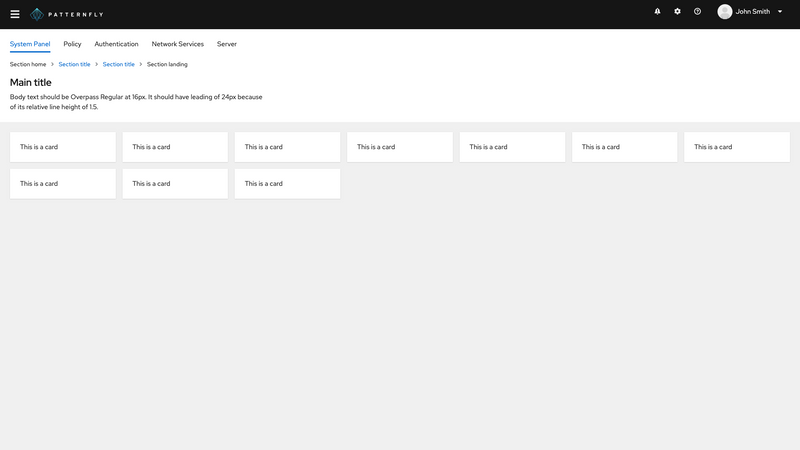 PATTERNFLY
John Smith
System Panel Policy Authentication Network Services Server
Section home Section title Section title Section landing
Main title
Body text should be Overpass Regular at 16px. It should have leading of 24px because
of its relative line height of 1.5.
This is a card This is a card This is a card This is a card This is a card This is a card This is a card
This is a card This is a card This is a card